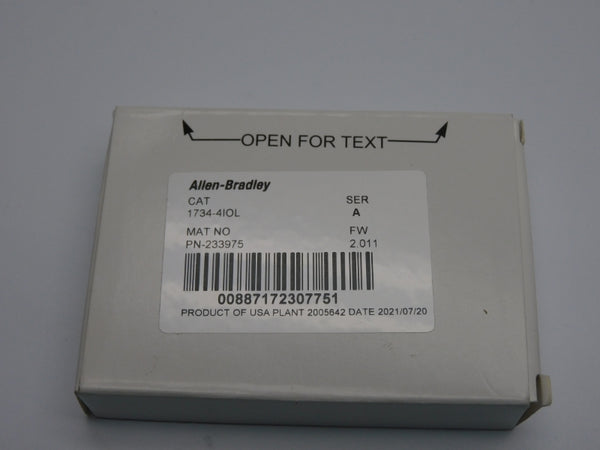 OPEN FOR TEXT
Allen-Bradley
CAT SER
1734-4IOL A
MAT NO FW
PN-233975 2.011
00887172307751
PRODUCT OF USA PLANT 2005642 DATE 2021/07/20